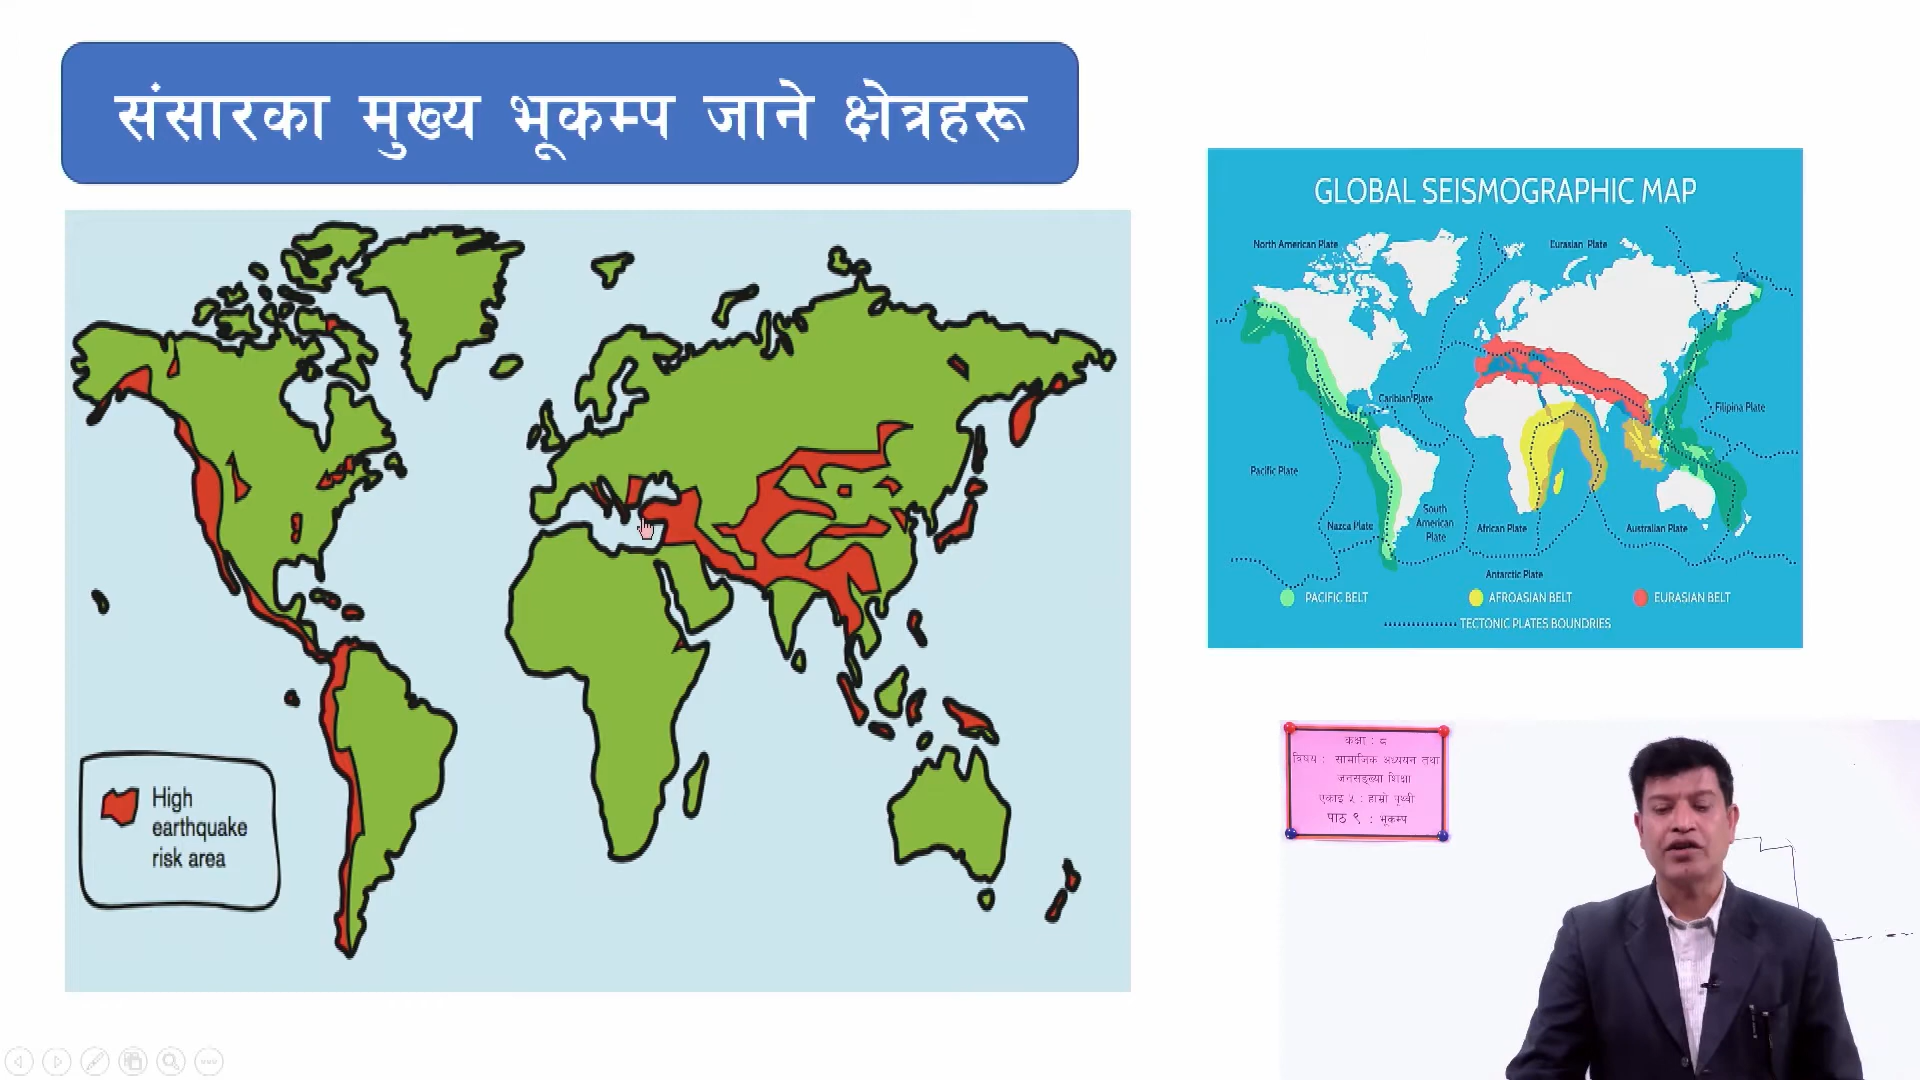 संसारका मुख्य भूकम्प जाने क्षेत्रहरू
High
earthquake
risk area
GLOBAL SEISMOGRAPHIC MAP
North American Plate
Eurasian Plate
Caribian Plate
Filipina Plate
Pacific Plate
Nazca Plate
South
American
Plate
African Plate
Australian Plate
Antarctic Plate
PACIFIC BELT
AFROASIAN BELT
EURASIAN BELT
TECTONIC PLATES BOUNDRIES
कक्षा : ८
विषय : सामाजिक अध्ययन तथा
जनसङ्ख्या शिक्षा
एकाइ ५ : हाम्रो पृथ्वी
पाठ ९ : भूकम्प